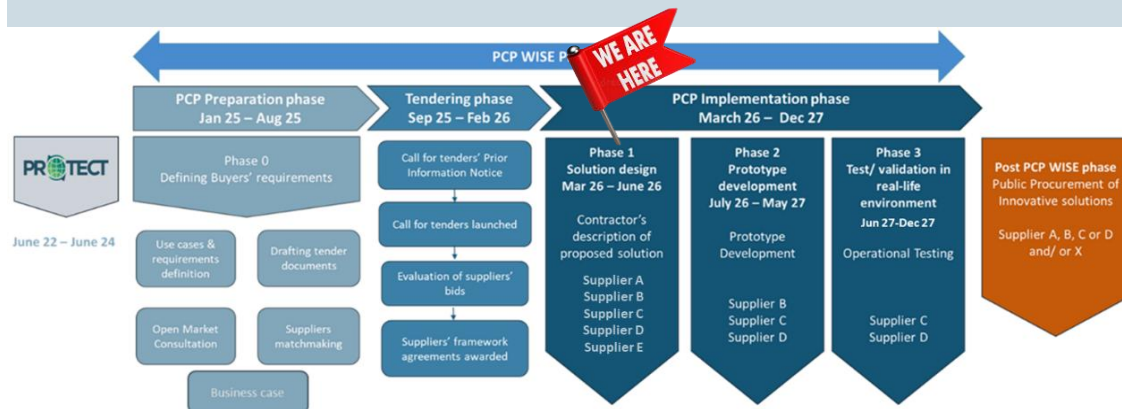 PCP WISE P
WE ARE
HERE
PCP Preparation phase
Jan 25 – Aug 25
Tendering phase
Sep 25 – Feb 26
PCP Implementation phase
March 26 – Dec 27
PROTECT
June 22 – June 24
Phase 0
Defining Buyers' requirements
Use cases &
requirements
definition
Drafting tender
documents
Open Market
Consultation
Suppliers
matchmaking
Business case
Call for tenders' Prior
Information Notice
Call for tenders launched
Evaluation of suppliers'
bids
Suppliers' framework
agreements awarded
Phase 1
Solution design
Mar 26 – June 26
Contractor's
description of
proposed solution
Supplier A
Supplier B
Supplier C
Supplier D
Supplier E
Phase 2
Prototype
development
July 26 – May 27
Prototype
Development
Supplier B
Supplier C
Supplier D
Phase 3
Test/ validation in
real-life
environment
Jun 27-Dec 27
Operational Testing
Supplier C
Supplier D
Post PCP WISE phase
Public Procurement of
Innovative solutions
Supplier A, B, C or D
and/ or X